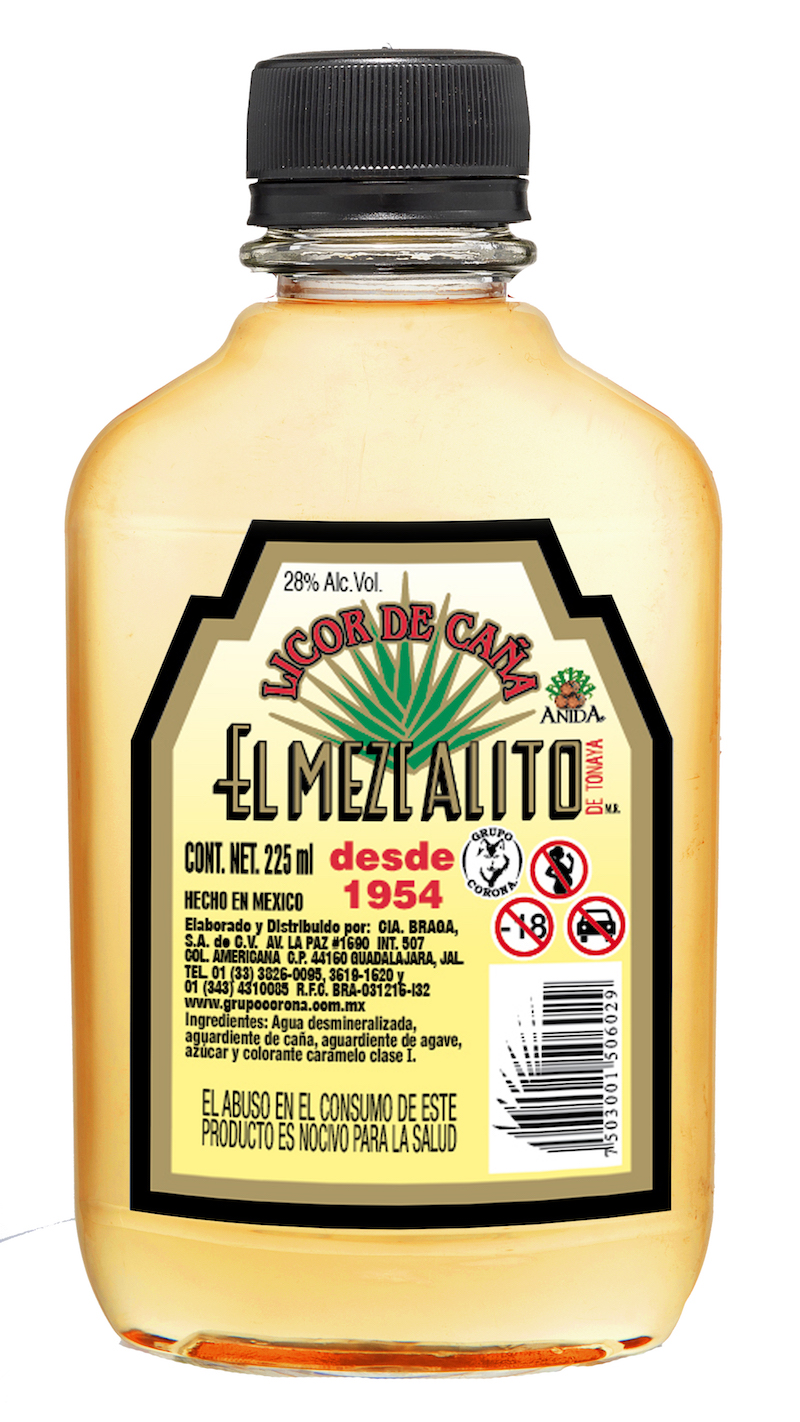 28% Alc.Vol.
LICOR DE CAÑA
ANIDA
EL MEZCALITO
DE TONAYA
M.R.
CONT. NET. 225 ml
desde
1954
GRUPO
CORONA
HECHO EN MEXICO
-18
Elaborado y Distribuido por: CIA. BRAGA,
S.A. de C.V. AV. LA PAZ #1690 INT. 507
COL. AMERICANA C.P. 44160 GUADALAJARA, JAL.
TEL. 01 (33) 3826-0095, 3619-1620 y
01 (343) 4310085 R.F.C. BRA-031216-I32
www.grupocorona.com.mx
Ingredientes: Agua desmineralizada,
aguardiente de caña, aguardiente de agave,
azúcar y colorante caramelo clase I.
EL ABUSO EN EL CONSUMO DE ESTE
PRODUCTO ES NOCIVO PARA LA SALUD
7 503001 506029